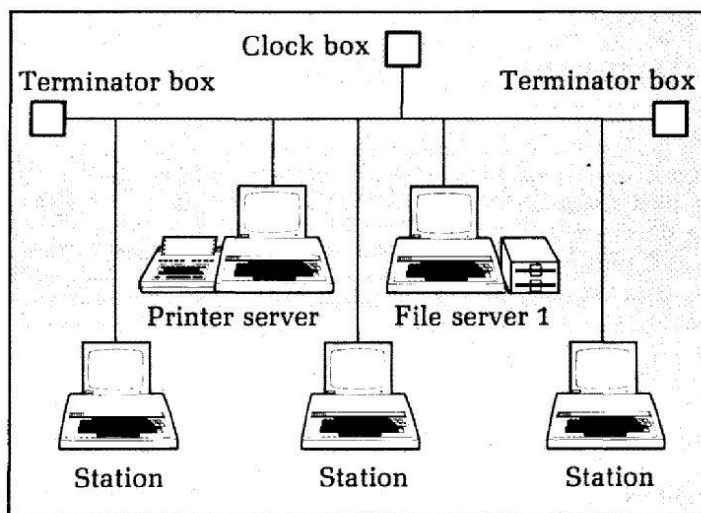 Clock box
Terminator box
Terminator box
Printer server
File server 1
Station
Station
Station